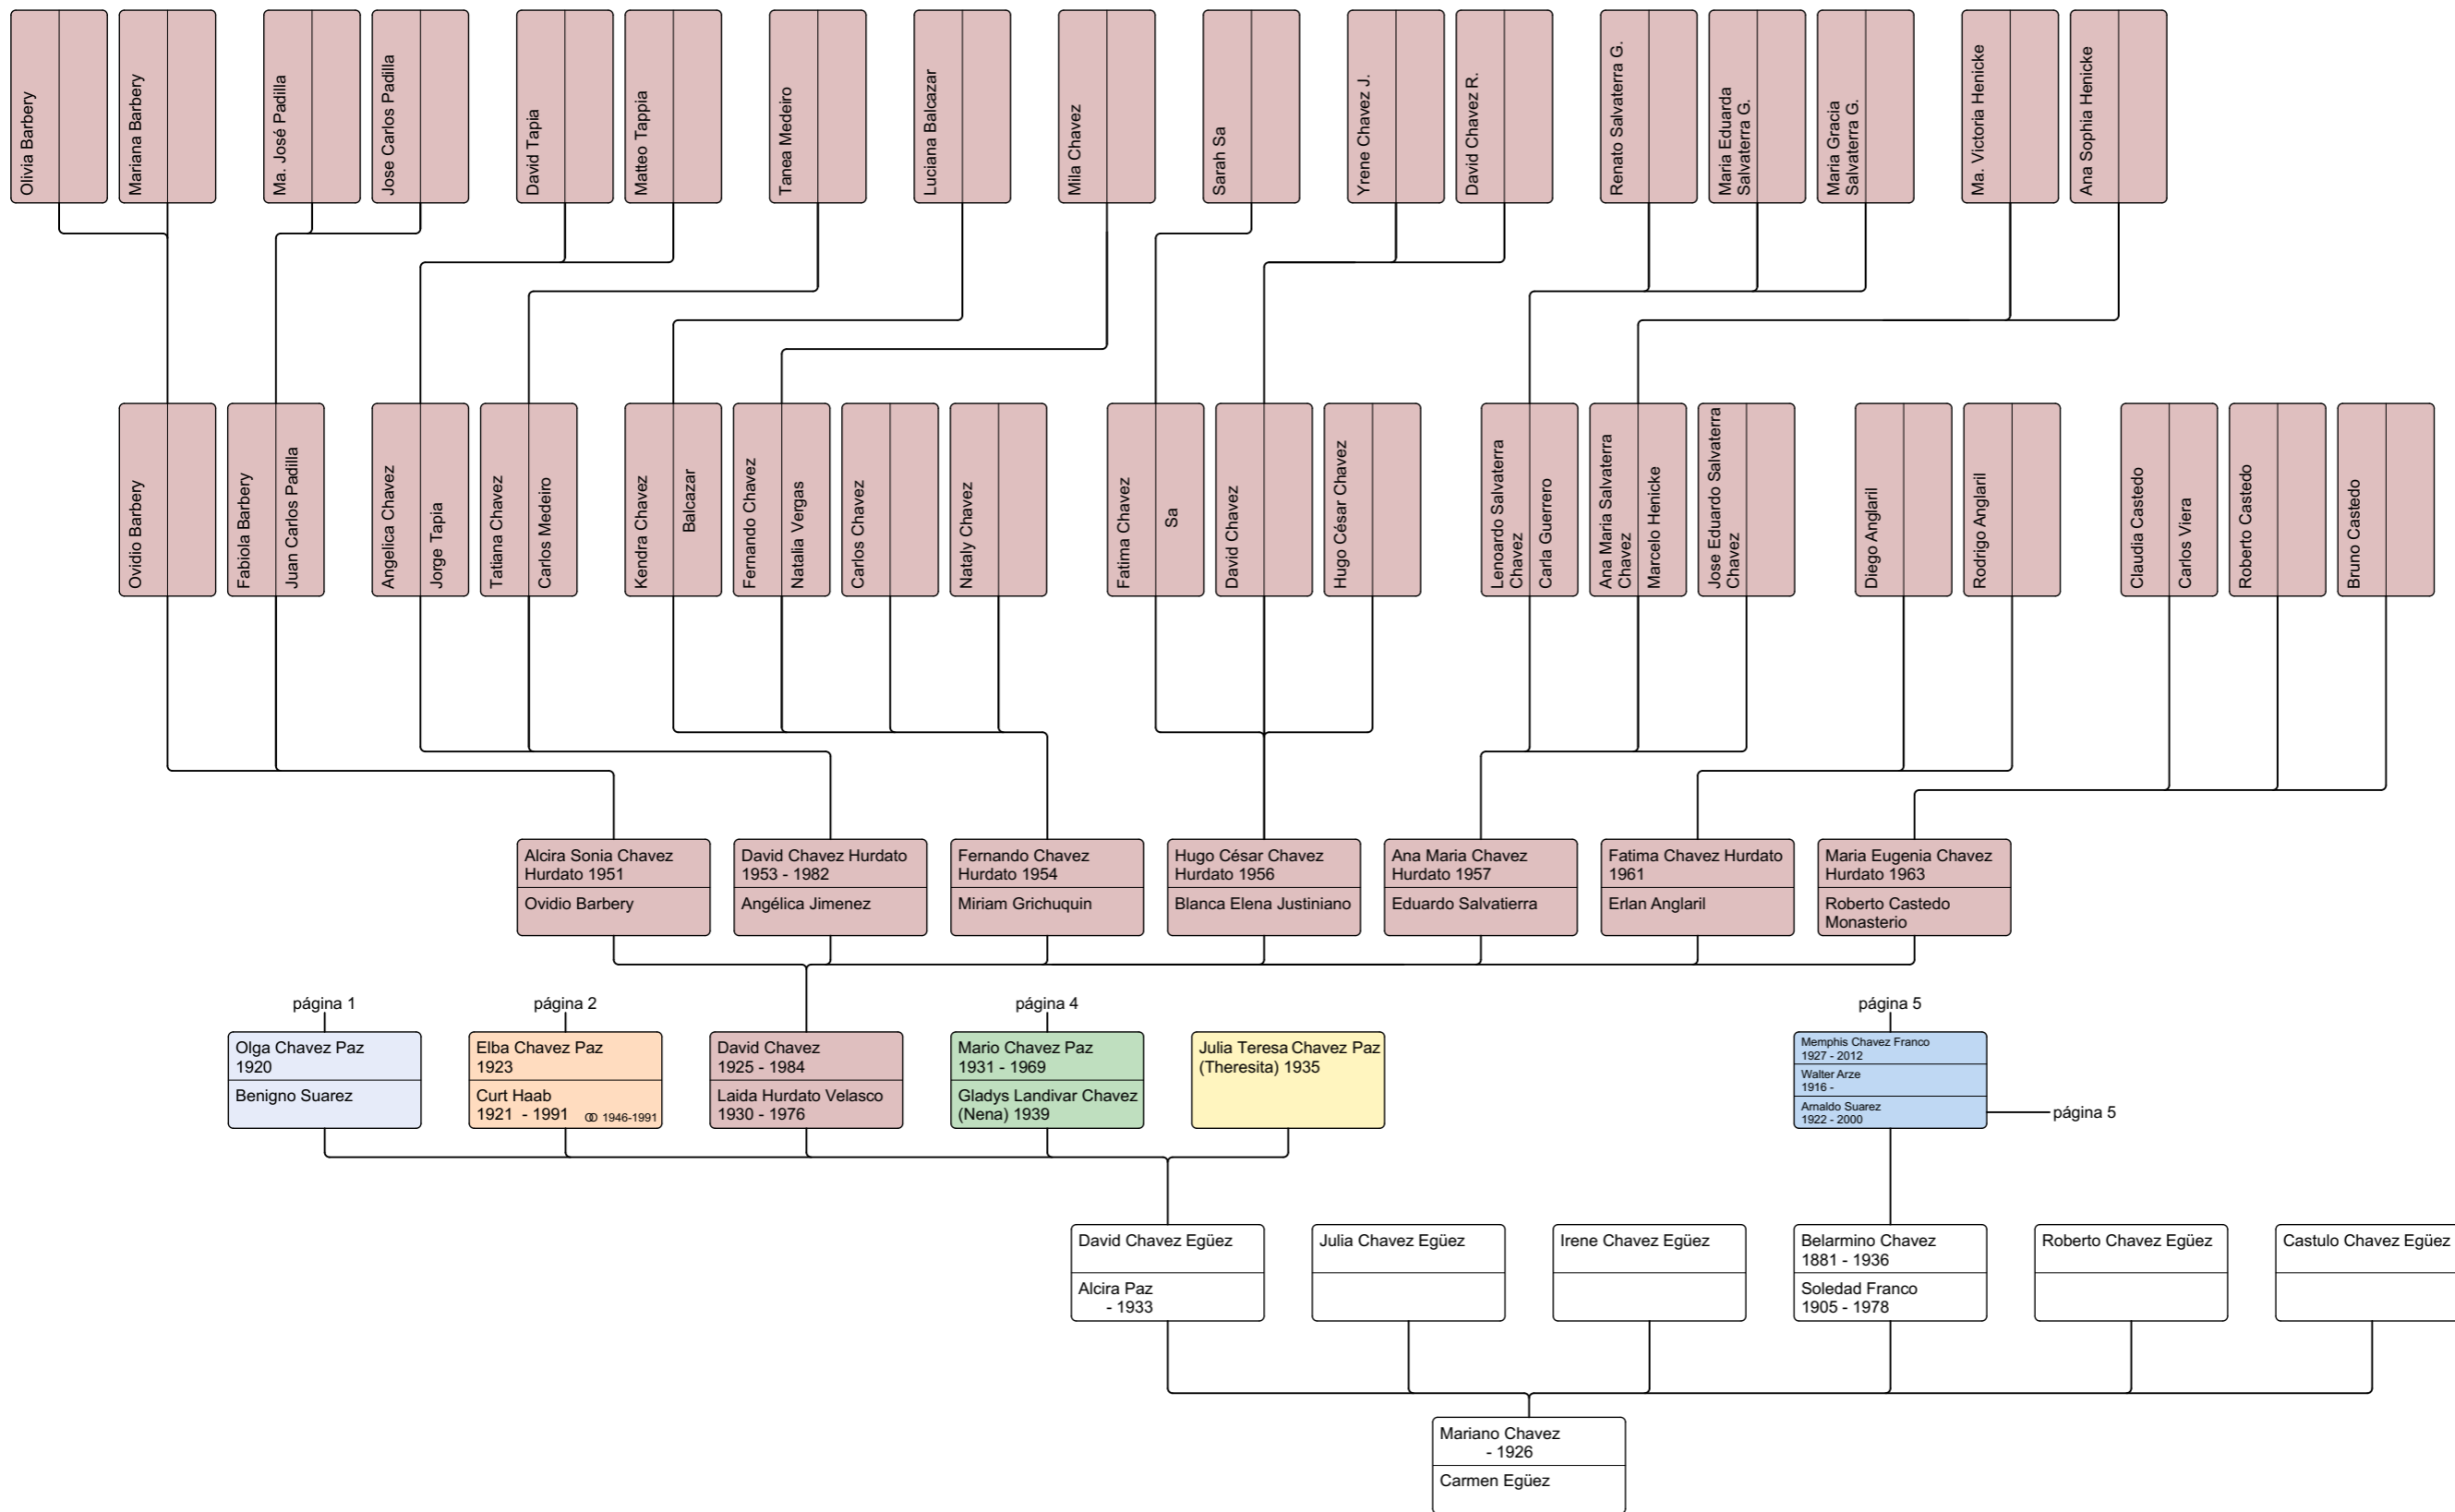 Olivia Barbery
Mariana Barbery
Ma. José Padilla
Jose Carlos Padilla
David Tapia
Matteo Tappia
Tanea Medeiro
Luciana Balcazar
Mila Chavez
Sarah Sa
Yrene Chavez J.
David Chavez R.
Renato Salvaterra G.
Maria Eduarda
Salvaterra G.
Maria Gracia
Salvaterra G.
Ma. Victoria Henicke
Ana Sophia Henicke
Ovidio Barbery
Fabiola Barbery
Juan Carlos Padilla
Angelica Chavez
Jorge Tapia
Tatiana Chavez
Carlos Medeiro
Kendra Chavez
Balcazar
Fernando Chavez
Natalia Vergas
Carlos Chavez
Nataly Chavez
Fatima Chavez
Sa
David Chavez
Hugo César Chavez
Lenoardo Salvaterra
Chavez
Carla Guerrero
Ana Maria Salvaterra
Chavez
Marcelo Henicke
Jose Eduardo Salvaterra
Chavez
Diego Anglaril
Rodrigo Anglaril
Claudia Castedo
Carlos Viera
Roberto Castedo
Bruno Castedo
Alcira Sonia Chavez
Hurdato 1951
Ovidio Barbery
David Chavez Hurdato
1953 - 1982
Angélica Jimenez
Fernando Chavez
Hurdato 1954
Miriam Grichuquin
Hugo César Chavez
Hurdato 1956
Blanca Elena Justiniano
Ana Maria Chavez
Hurdato 1957
Eduardo Salvatierra
Fatima Chavez Hurdato
1961
Erlan Anglaril
Maria Eugenia Chavez
Hurdato 1963
Roberto Castedo
Monasterio
página 1
Olga Chavez Paz
1920
Benigno Suarez
página 2
Elba Chavez Paz
1923
Curt Haab
1921 - 1991 ⚭ 1946-1991
David Chavez
1925 - 1984
Laida Hurdato Velasco
1930 - 1976
página 4
Mario Chavez Paz
1931 - 1969
Gladys Landivar Chavez
(Nena) 1939
Julia Teresa Chavez Paz
(Theresita) 1935
página 5
Memphis Chavez Franco
1927 - 2012
Walter Arze
1916 -
Arnaldo Suarez
1922 - 2000
página 5
David Chavez Egüez
Alcira Paz
- 1933
Julia Chavez Egüez
Irene Chavez Egüez
Belarmino Chavez
1881 - 1936
Soledad Franco
1905 - 1978
Roberto Chavez Egüez
Castulo Chavez Egüez
Mariano Chavez
- 1926
Carmen Egüez